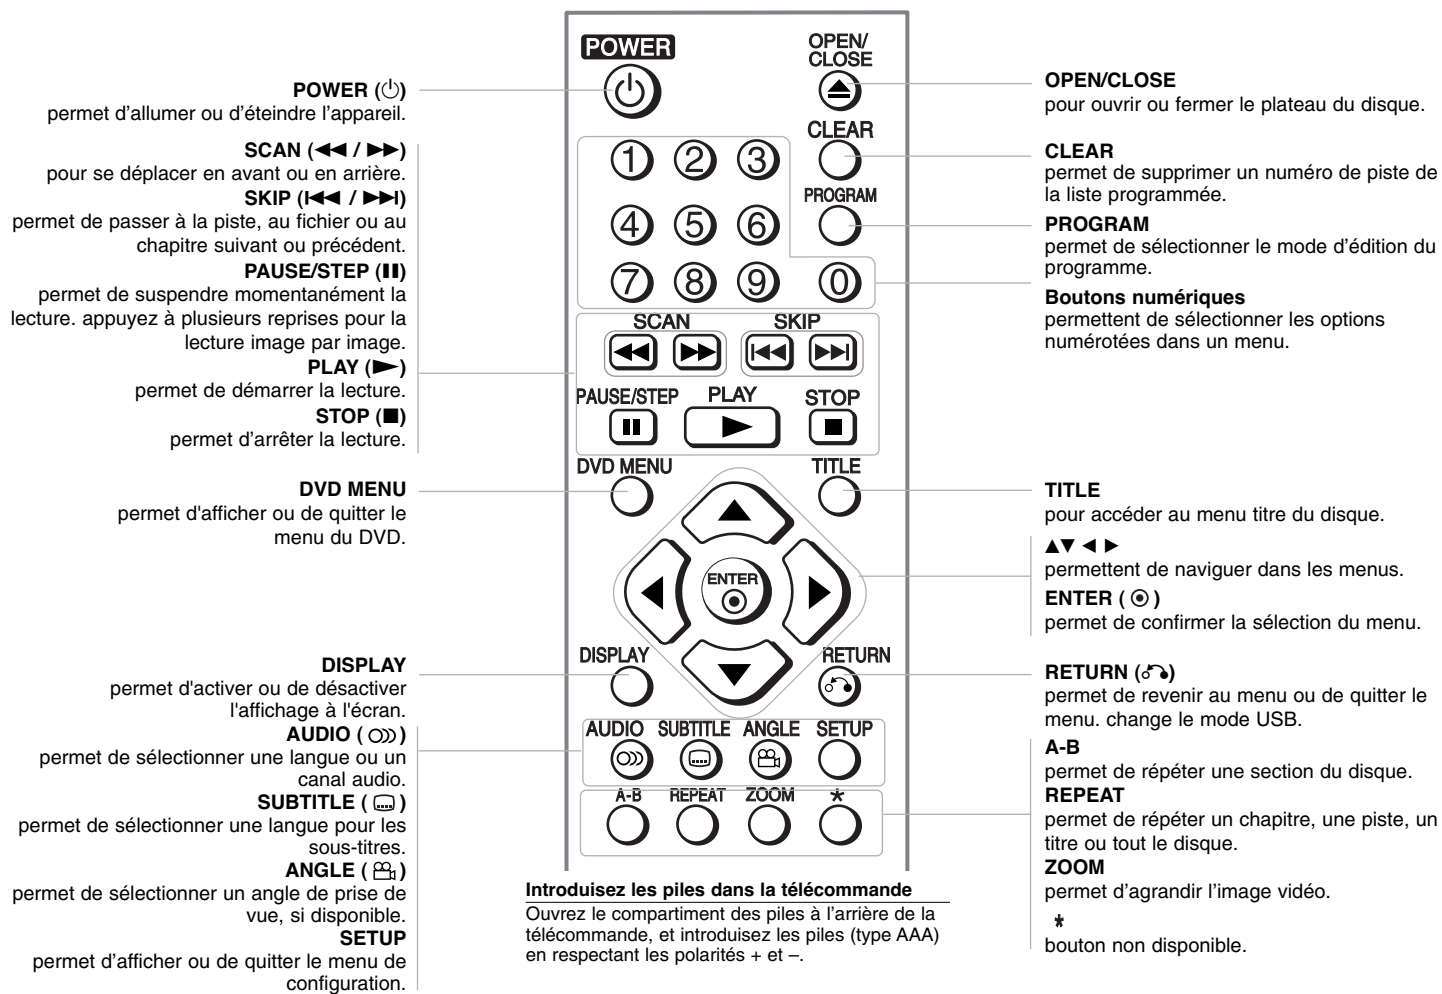 POWER (⏻)
permet d’allumer ou d’éteindre l’appareil.
SCAN (◀◀ / ▶▶)
pour se déplacer en avant ou en arrière.
SKIP (|◀◀ / ▶▶|)
permet de passer à la piste, au fichier ou au
chapitre suivant ou précédent.
PAUSE/STEP (❚❚)
permet de suspendre momentanément la
lecture. appuyez à plusieurs reprises pour la
lecture image par image.
PLAY (▶)
permet de démarrer la lecture.
STOP (■)
permet d’arrêter la lecture.
DVD MENU
permet d'afficher ou de quitter le
menu du DVD.
DISPLAY
permet d'activer ou de désactiver
l'affichage à l'écran.
AUDIO ( )
permet de sélectionner une langue ou un
canal audio.
SUBTITLE ( )
permet de sélectionner une langue pour les
sous-titres.
ANGLE ( )
permet de sélectionner un angle de prise de
vue, si disponible.
SETUP
permet d’afficher ou de quitter le menu de
configuration.
POWER
OPEN/
CLOSE
CLEAR
1 2 3
PROGRAM
4 5 6
7 8 9 0
SCAN SKIP
PAUSE/STEP PLAY STOP
DVD MENU TITLE
ENTER
DISPLAY RETURN
AUDIO SUBTITLE ANGLE SETUP
A-B REPEAT ZOOM *
Introduisez les piles dans la télécommande
Ouvrez le compartiment des piles à l’arrière de la
télécommande, et introduisez les piles (type AAA)
en respectant les polarités + et –.
OPEN/CLOSE
pour ouvrir ou fermer le plateau du disque.
CLEAR
permet de supprimer un numéro de piste de
la liste programmée.
PROGRAM
permet de sélectionner le mode d’édition du
programme.
Boutons numériques
permettent de sélectionner les options
numérotées dans un menu.
TITLE
pour accéder au menu titre du disque.
▲▼ ◀ ▶
permettent de naviguer dans les menus.
ENTER ( ◉ )
permet de confirmer la sélection du menu.
RETURN ( )
permet de revenir au menu ou de quitter le
menu. change le mode USB.
A-B
permet de répéter une section du disque.
REPEAT
permet de répéter un chapitre, une piste, un
titre ou tout le disque.
ZOOM
permet d’agrandir l’image vidéo.
*
bouton non disponible.